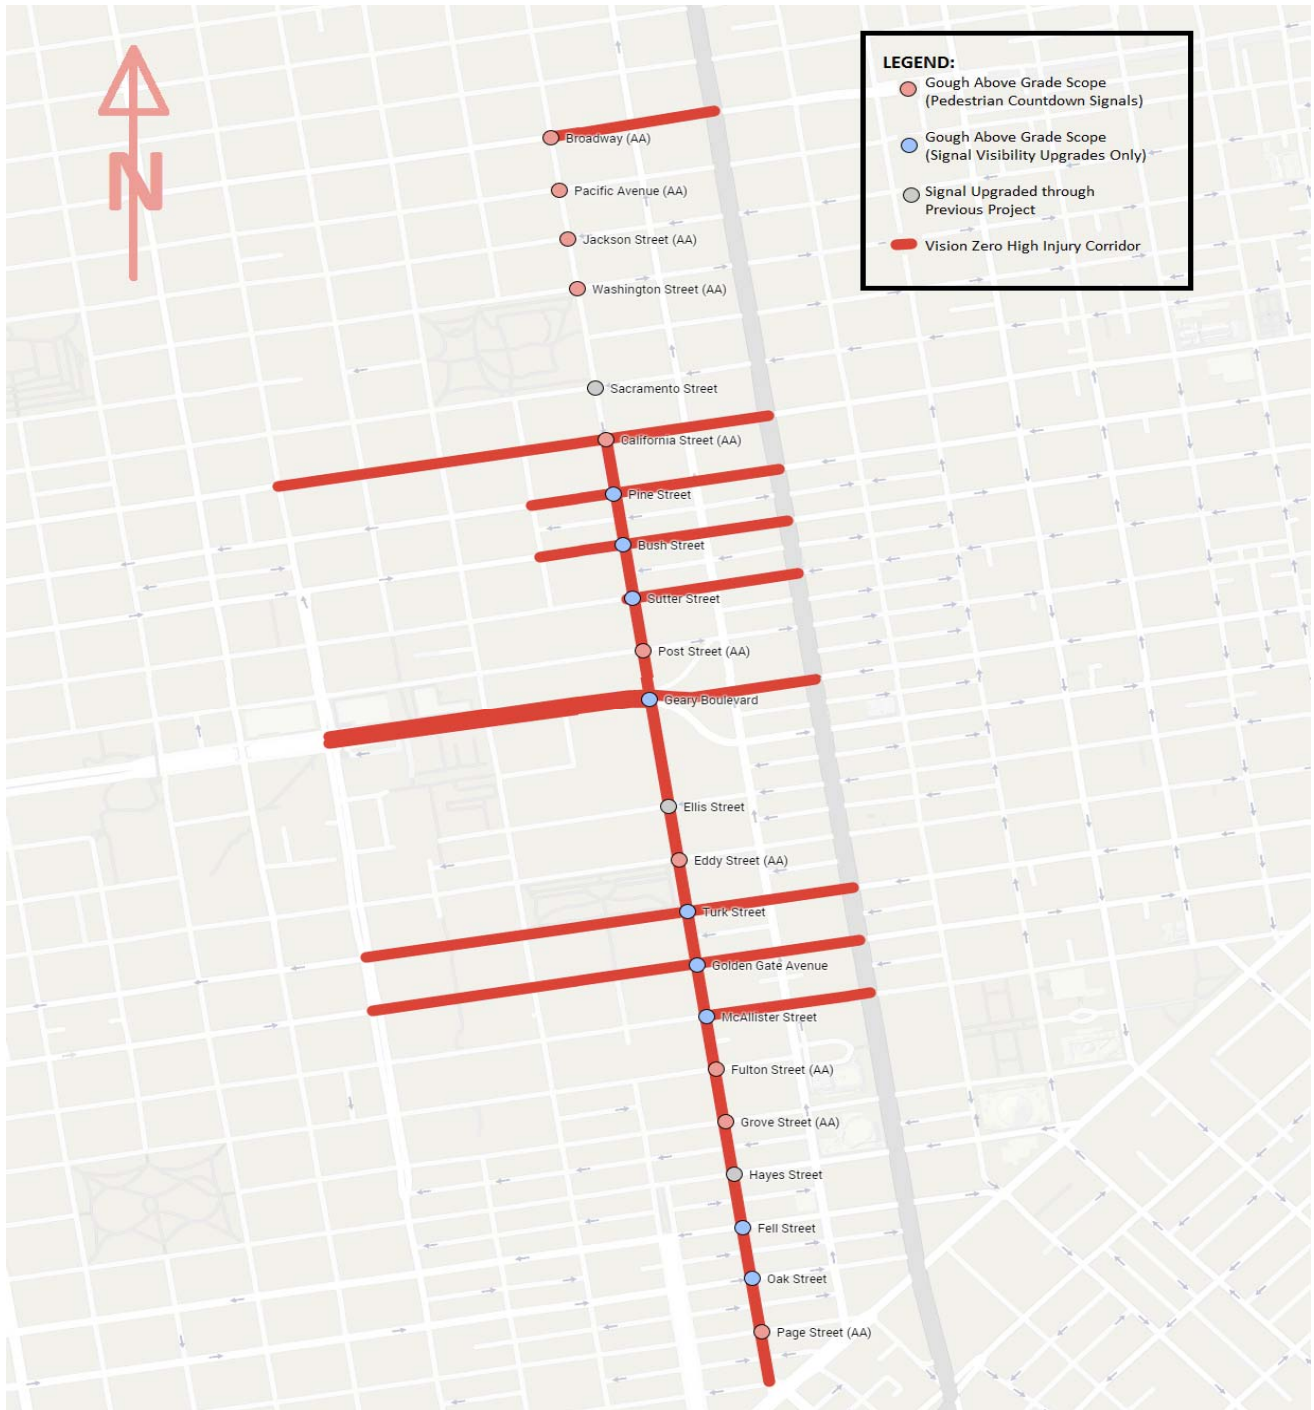 N
LEGEND:
Gough Above Grade Scope
(Pedestrian Countdown Signals)
Gough Above Grade Scope
(Signal Visibility Upgrades Only)
Signal Upgraded through
Previous Project
Vision Zero High Injury Corridor
Broadway (AA)
Pacific Avenue (AA)
Jackson Street (AA)
Washington Street (AA)
Sacramento Street
California Street (AA)
Pine Street
Bush Street
Sutter Street
Post Street (AA)
Geary Boulevard
Ellis Street
Eddy Street (AA)
Turk Street
Golden Gate Avenue
McAllister Street
Fulton Street (AA)
Grove Street (AA)
Hayes Street
Fell Street
Oak Street
Page Street (AA)